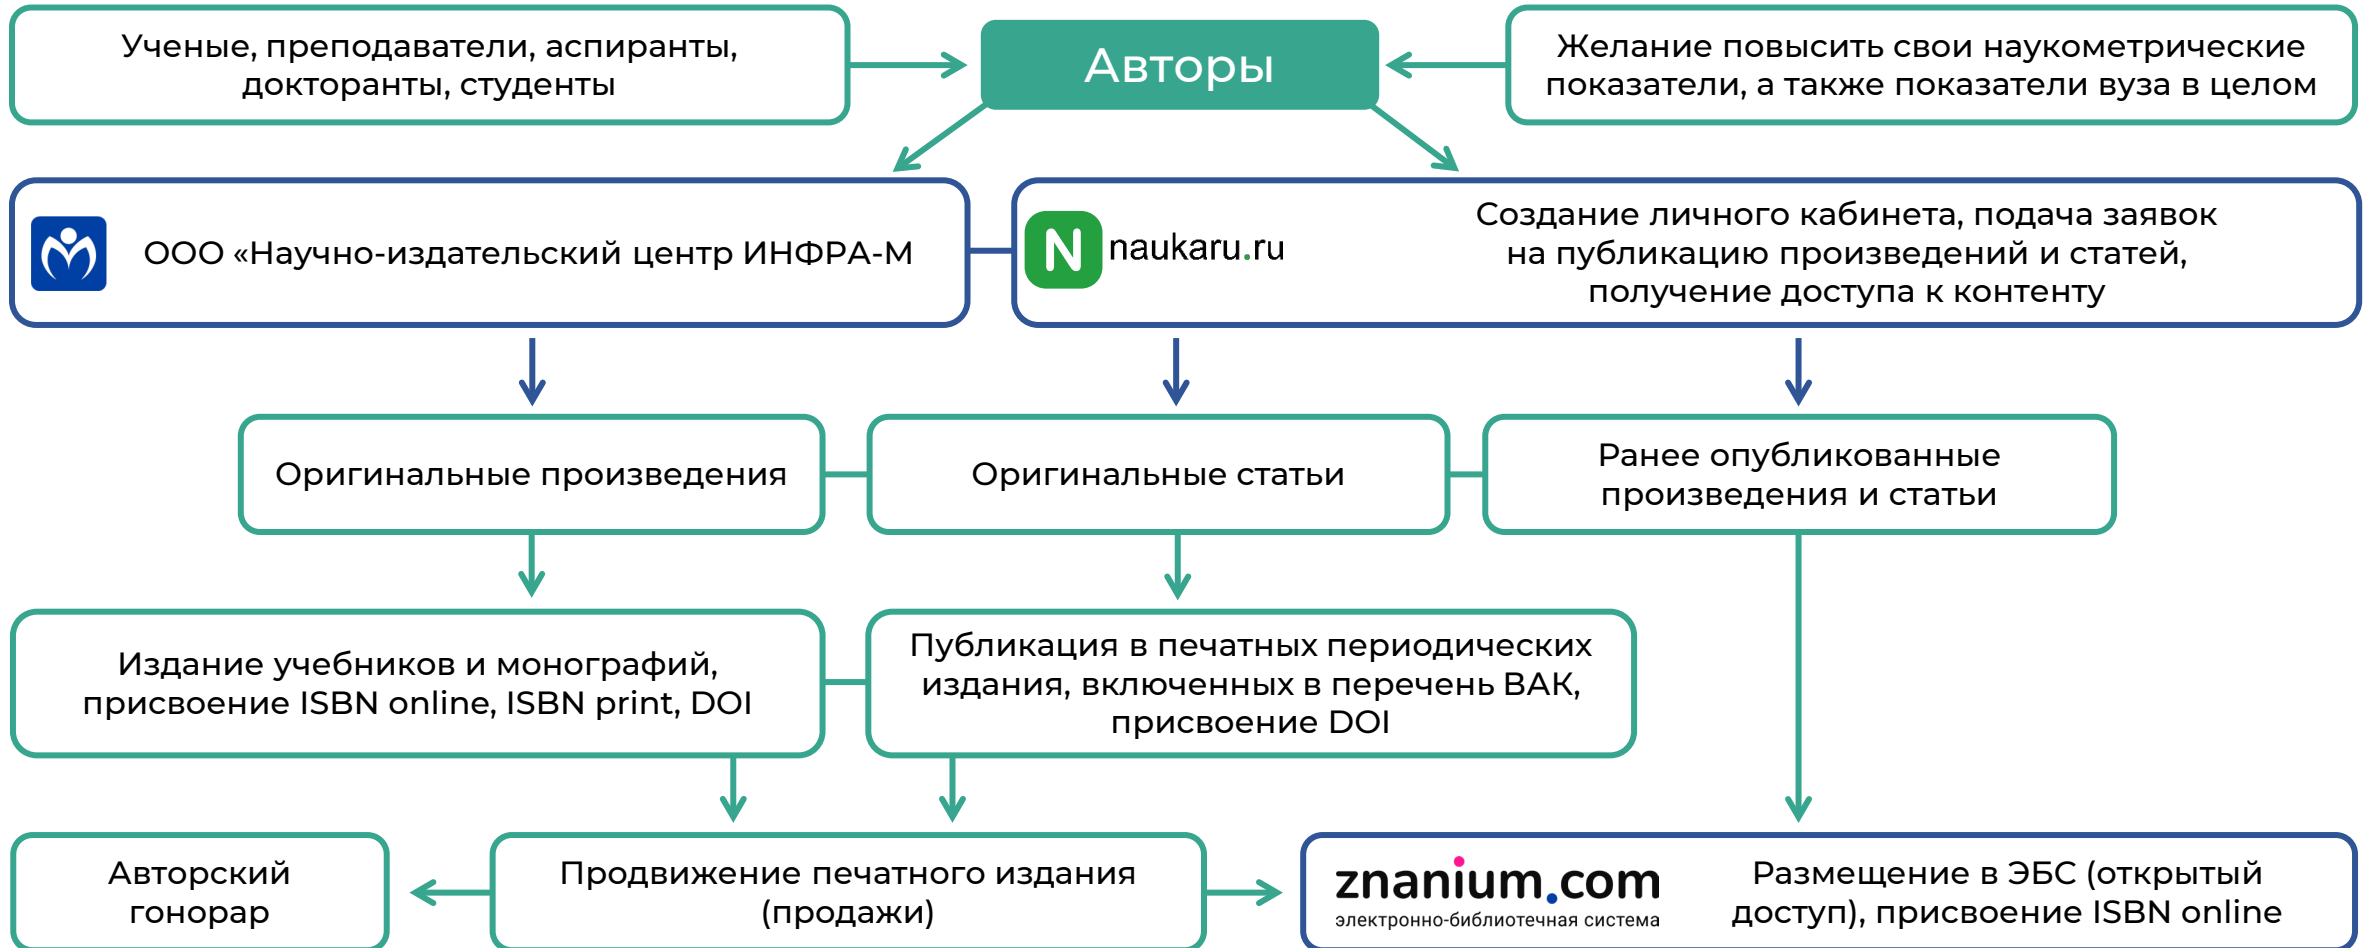 Ученые, преподаватели, аспиранты,
докторанты, студенты
Авторы
Желание повысить свои наукометрические
показатели, а также показатели вуза в целом
ООО «Научно-издательский центр ИНФРА-М
N naukaru.ru
Создание личного кабинета, подача заявок
на публикацию произведений и статей,
получение доступа к контенту
Оригинальные произведения
Оригинальные статьи
Ранее опубликованные
произведения и статьи
Издание учебников и монографий,
присвоение ISBN online, ISBN print, DOI
Публикация в печатных периодических
издания, включенных в перечень ВАК,
присвоение DOI
Авторский
гонорар
Продвижение печатного издания
(продажи)
znanium.com
электронно-библиотечная система
Размещение в ЭБС (открытый
доступ), присвоение ISBN online